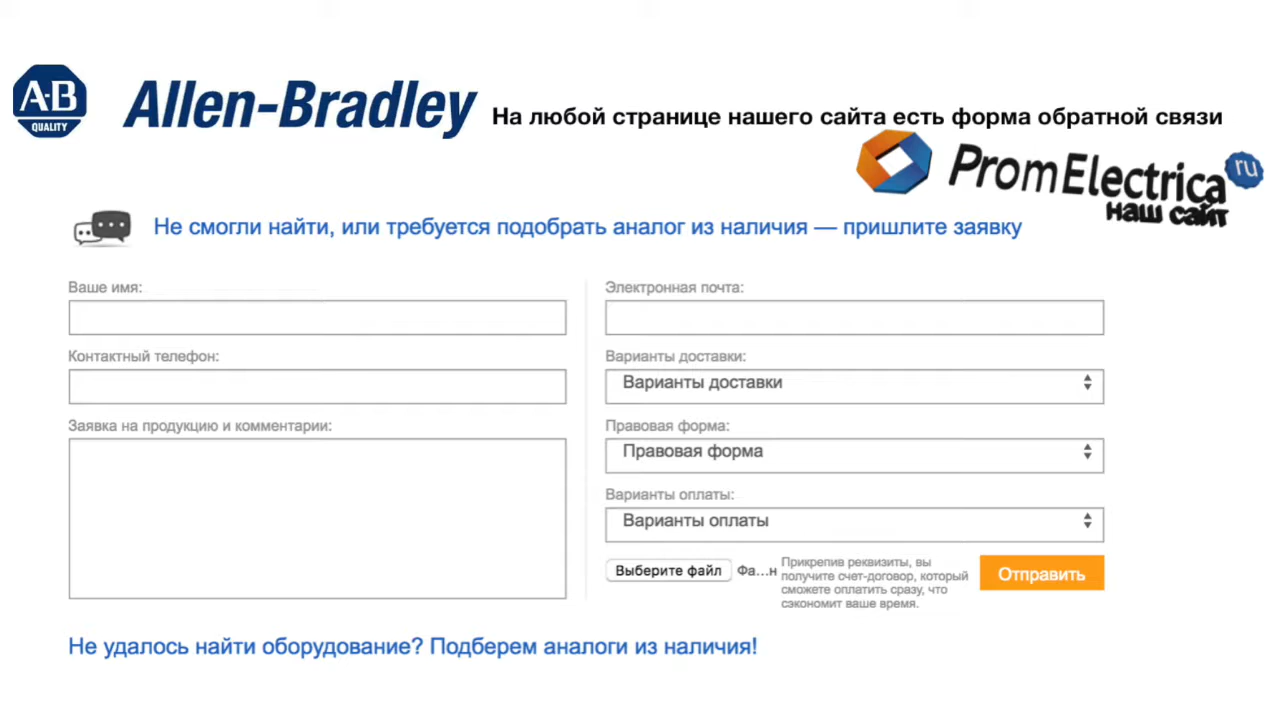 A-B
QUALITY
Allen-Bradley
На любой странице нашего сайта есть форма обратной связи
PromElectrica ru
наш сайт
Не смогли найти, или требуется подобрать аналог из наличия — пришлите заявку
Ваше имя:
Электронная почта:
Контактный телефон:
Варианты доставки:
Варианты доставки
Заявка на продукцию и комментарии:
Правовая форма:
Правовая форма
Варианты оплаты:
Варианты оплаты
Выберите файл Фа...н
Прикрепив реквизиты, вы
получите счет-договор, который
сможете оплатить сразу, что
сэкономит ваше время.
Отправить
Не удалось найти оборудование? Подберем аналоги из наличия!